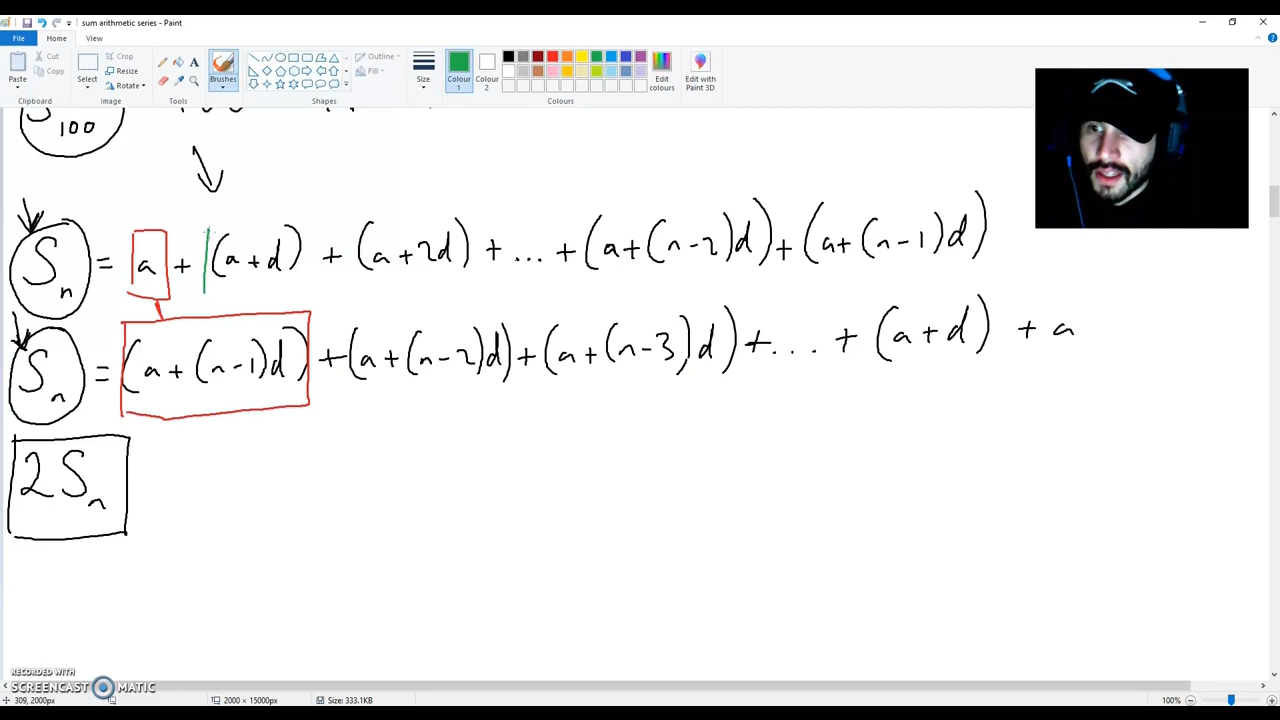 sum arithmetic series - Paint
File Home View
Paste
Cut
Copy
Clipboard
Select
Crop
Resize
Rotate
Image
Tools
Brushes
Shapes
Outline
Fill
Size
Colour 1
Colour 2
Colours
Edit colours
Edit with Paint 3D
S₁₀₀
Sₙ = a + (a+d) + (a+2d) + ... + (a+(n-2)d) + (a+(n-1)d)
Sₙ = (a+(n-1)d) + (a+(n-2)d) + (a+(n-3)d) + ... + (a+d) + a
2Sₙ
RECORDED WITH
SCREENCAST MATIC
309, 2000px
2000 × 15000px
Size: 333.1KB
100%